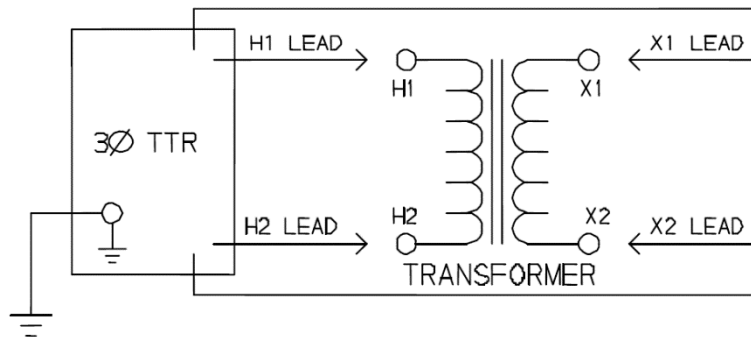 H1 LEAD
X1 LEAD
H1
X1
3Ø TTR
H2
X2
H2 LEAD
X2 LEAD
TRANSFORMER